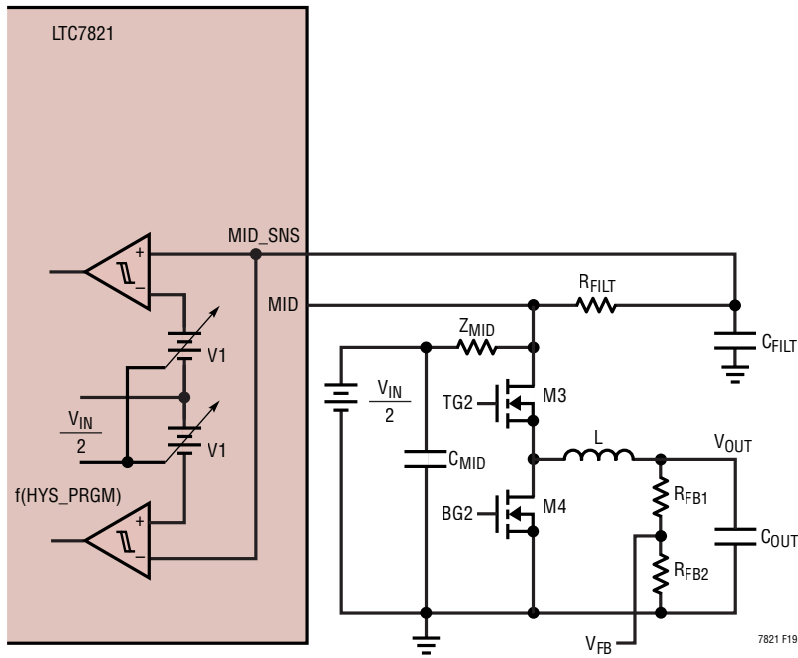 LTC7821
MID_SNS
+
–
MID
RFILT
ZMID
CFILT
V1
VIN
2
TG2
M3
VIN
2
V1
L
VOUT
CMID
RFB1
f(HYS_PRGM)
+
–
BG2
M4
COUT
RFB2
VFB
7821 F19